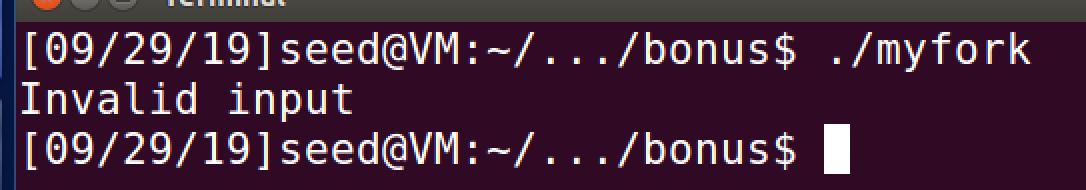 Terminal
[09/29/19]seed@VM:~/.../bonus$ ./myfork
Invalid input
[09/29/19]seed@VM:~/.../bonus$